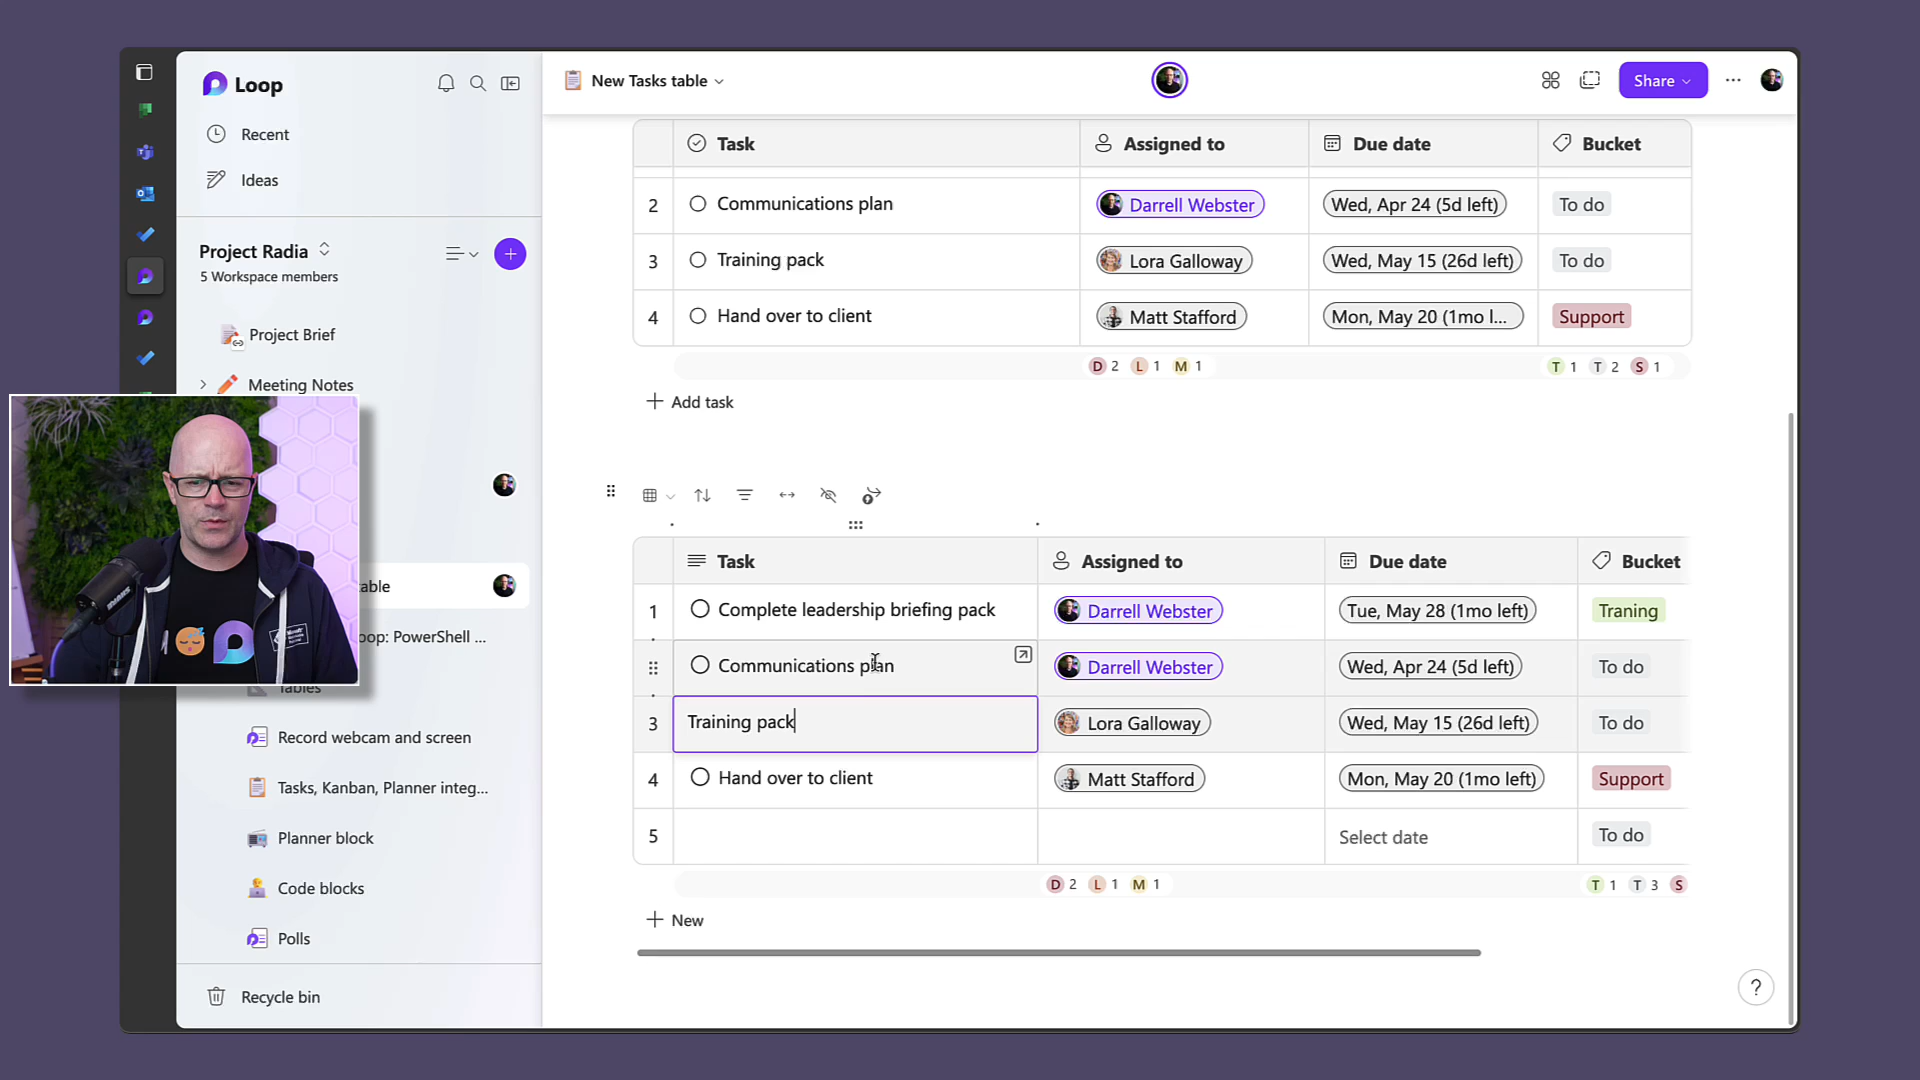 Loop
Recent
Ideas
Project Radia
5 Workspace members
Project Brief
Meeting Notes
able
oop: PowerShell ...
Tables
Record webcam and screen
Tasks, Kanban, Planner integ...
Planner block
Code blocks
Polls
Recycle bin
New Tasks table
Share
Task Assigned to Due date Bucket
2 Communications plan Darrell Webster Wed, Apr 24 (5d left) To do
3 Training pack Lora Galloway Wed, May 15 (26d left) To do
4 Hand over to client Matt Stafford Mon, May 20 (1mo l... Support
D 2 L 1 M 1 T 1 T 2 S 1
Add task
Task Assigned to Due date Bucket
1 Complete leadership briefing pack Darrell Webster Tue, May 28 (1mo left) Traning
Communications plan Darrell Webster Wed, Apr 24 (5d left) To do
3 Training pack Lora Galloway Wed, May 15 (26d left) To do
4 Hand over to client Matt Stafford Mon, May 20 (1mo left) Support
5 Select date To do
D 2 L 1 M 1 T 1 T 3 S
New
?